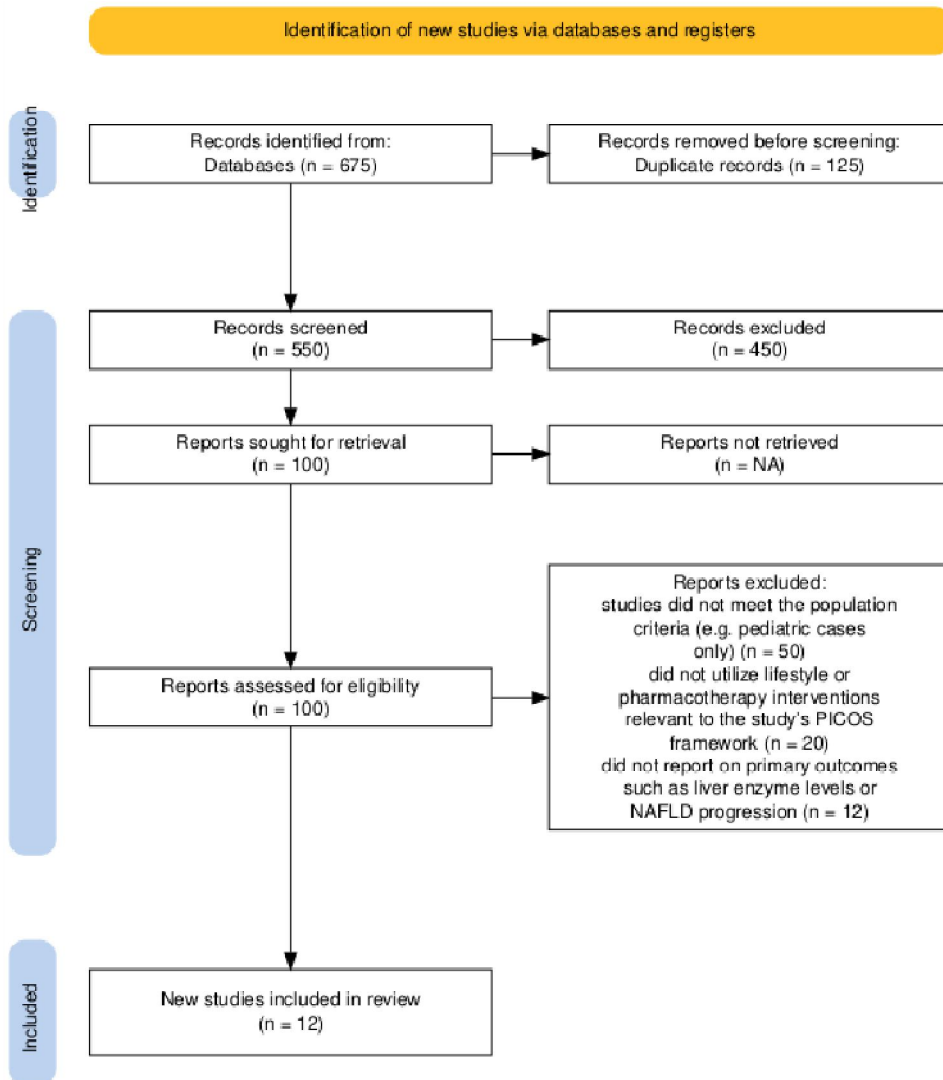 Identification of new studies via databases and registers
Identification
Records identified from:
Databases (n = 675)
Records removed before screening:
Duplicate records (n = 125)
Screening
Records screened
(n = 550)
Records excluded
(n = 450)
Reports sought for retrieval
(n = 100)
Reports not retrieved
(n = NA)
Reports assessed for eligibility
(n = 100)
Reports excluded:
studies did not meet the population
criteria (e.g. pediatric cases
only) (n = 50)
did not utilize lifestyle or
pharmacotherapy interventions
relevant to the study's PICOS
framework (n = 20)
did not report on primary outcomes
such as liver enzyme levels or
NAFLD progression (n = 12)
Included
New studies included in review
(n = 12)